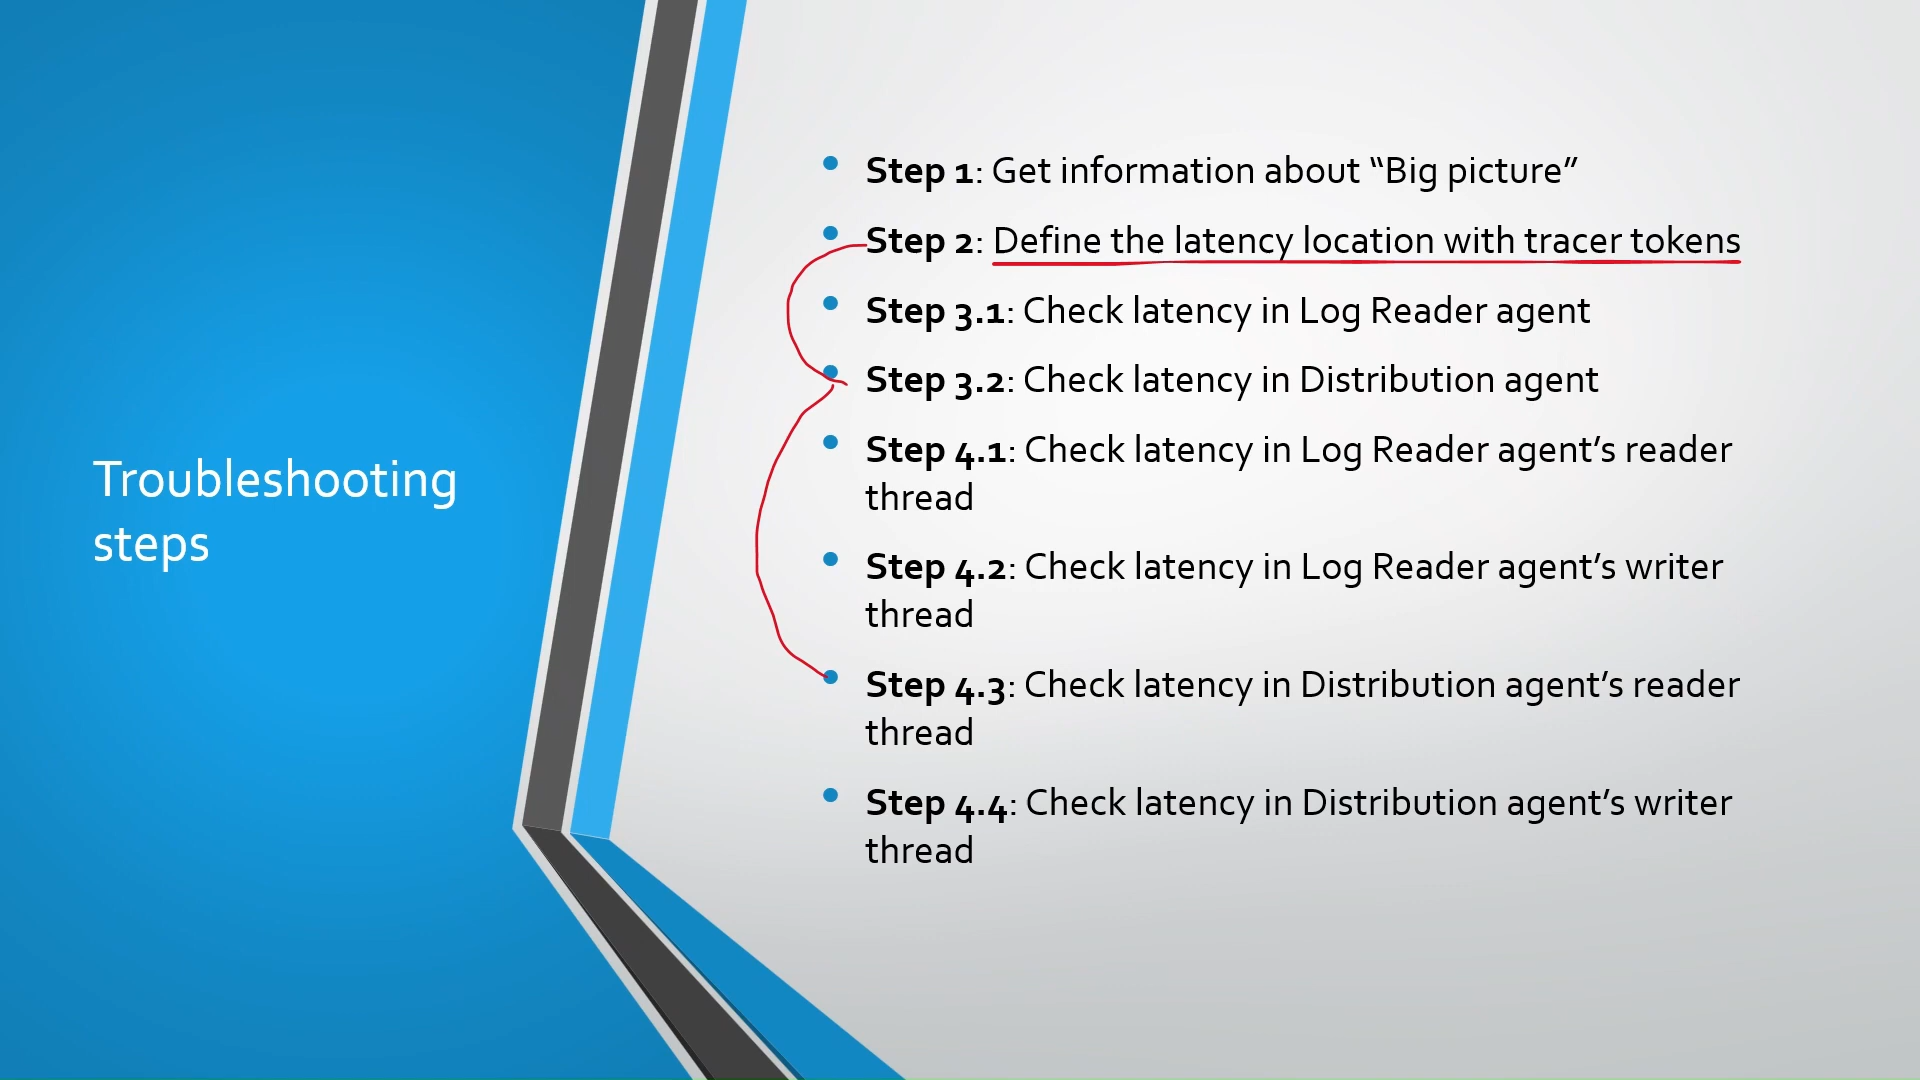 Troubleshooting
steps
Step 1: Get information about “Big picture”
Step 2: Define the latency location with tracer tokens
Step 3.1: Check latency in Log Reader agent
Step 3.2: Check latency in Distribution agent
Step 4.1: Check latency in Log Reader agent’s reader
thread
Step 4.2: Check latency in Log Reader agent’s writer
thread
Step 4.3: Check latency in Distribution agent’s reader
thread
Step 4.4: Check latency in Distribution agent’s writer
thread